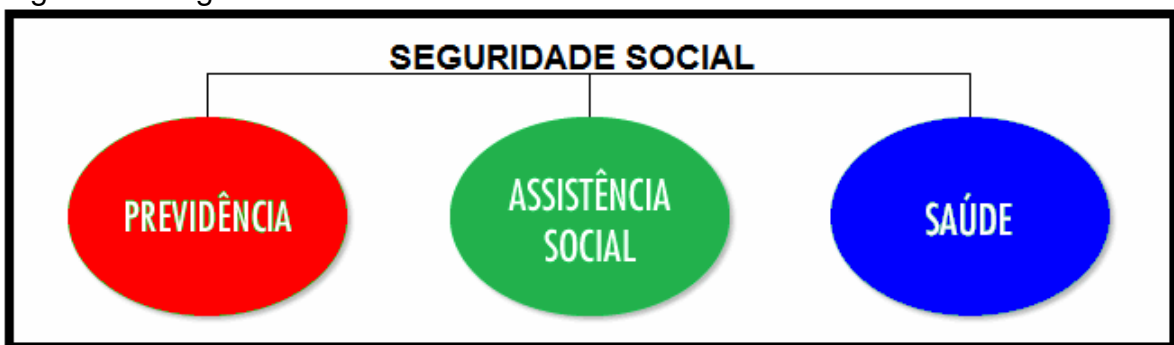 SEGURIDADE SOCIAL
PREVIDÊNCIA
ASSISTÊNCIA
SOCIAL
SAÚDE